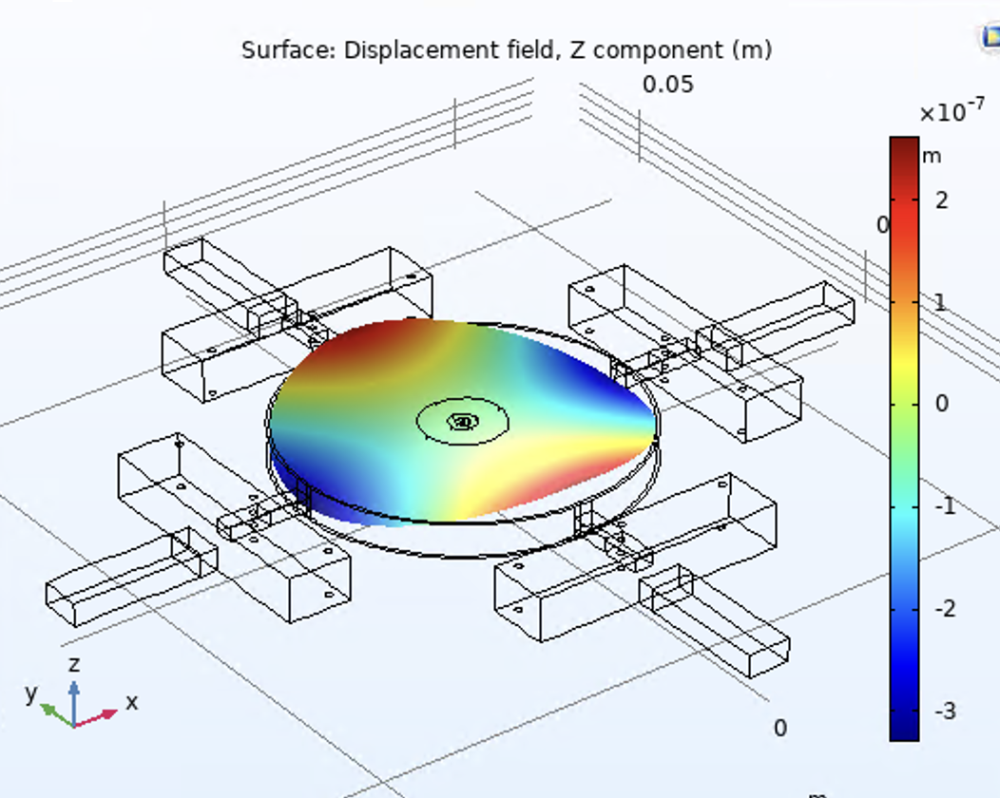 Surface: Displacement field, Z component (m)
0.05
×10⁻⁷
m
2
0
1
0
-1
-2
-3
z
y
x
0